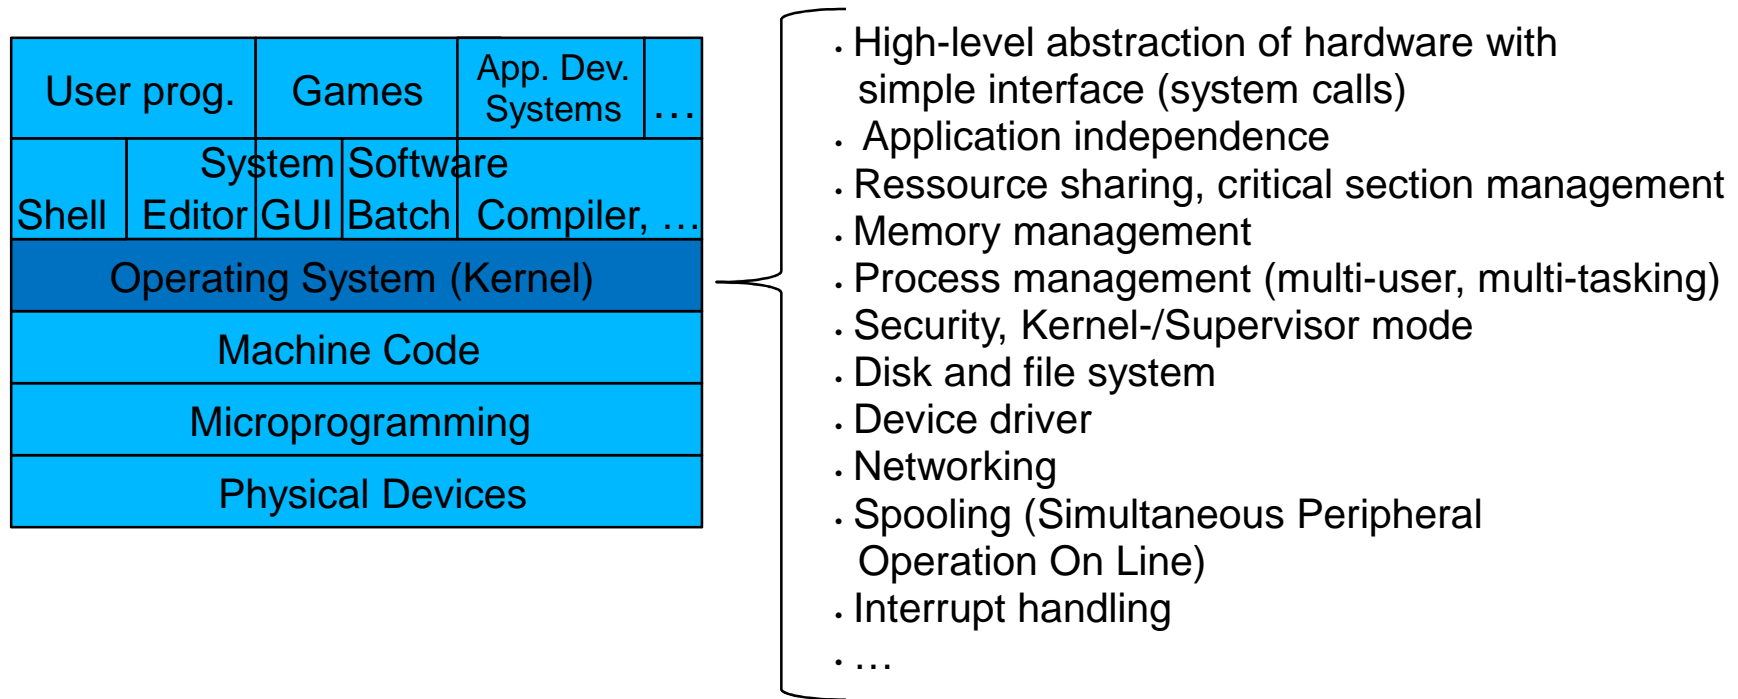 User prog. Games App. Dev. Systems …
System Software
Shell Editor GUI Batch Compiler, …
Operating System (Kernel)
Machine Code
Microprogramming
Physical Devices
· High-level abstraction of hardware with
simple interface (system calls)
· Application independence
· Ressource sharing, critical section management
· Memory management
· Process management (multi-user, multi-tasking)
· Security, Kernel-/Supervisor mode
· Disk and file system
· Device driver
· Networking
· Spooling (Simultaneous Peripheral
Operation On Line)
· Interrupt handling
· …